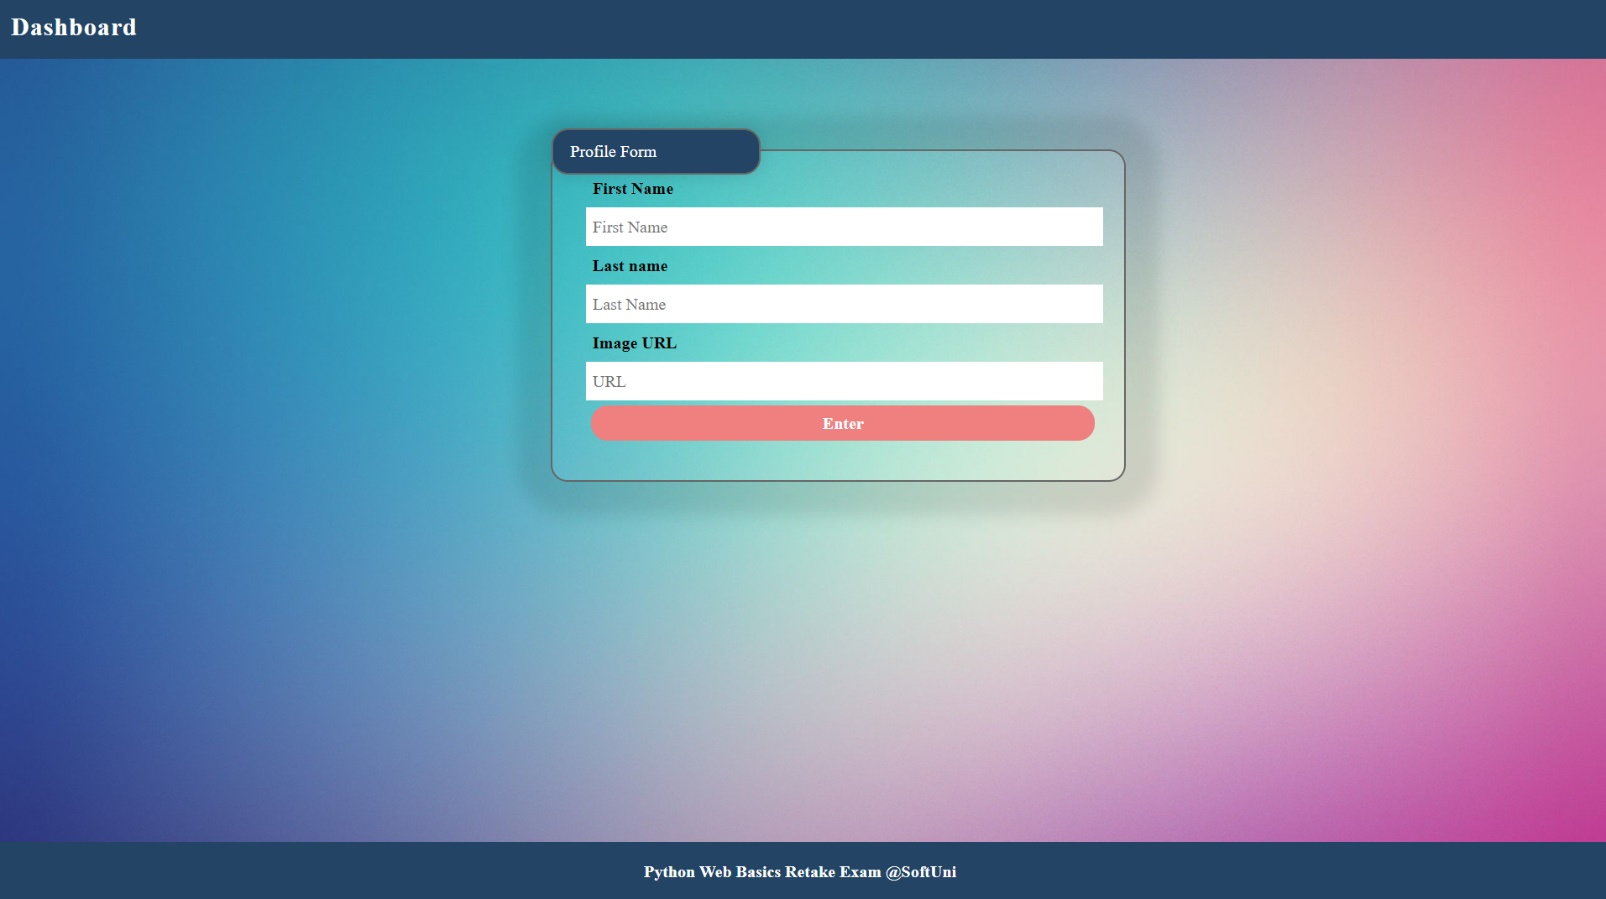 Dashboard
Profile Form
First Name
First Name
Last name
Last Name
Image URL
URL
Enter
Python Web Basics Retake Exam @SoftUni